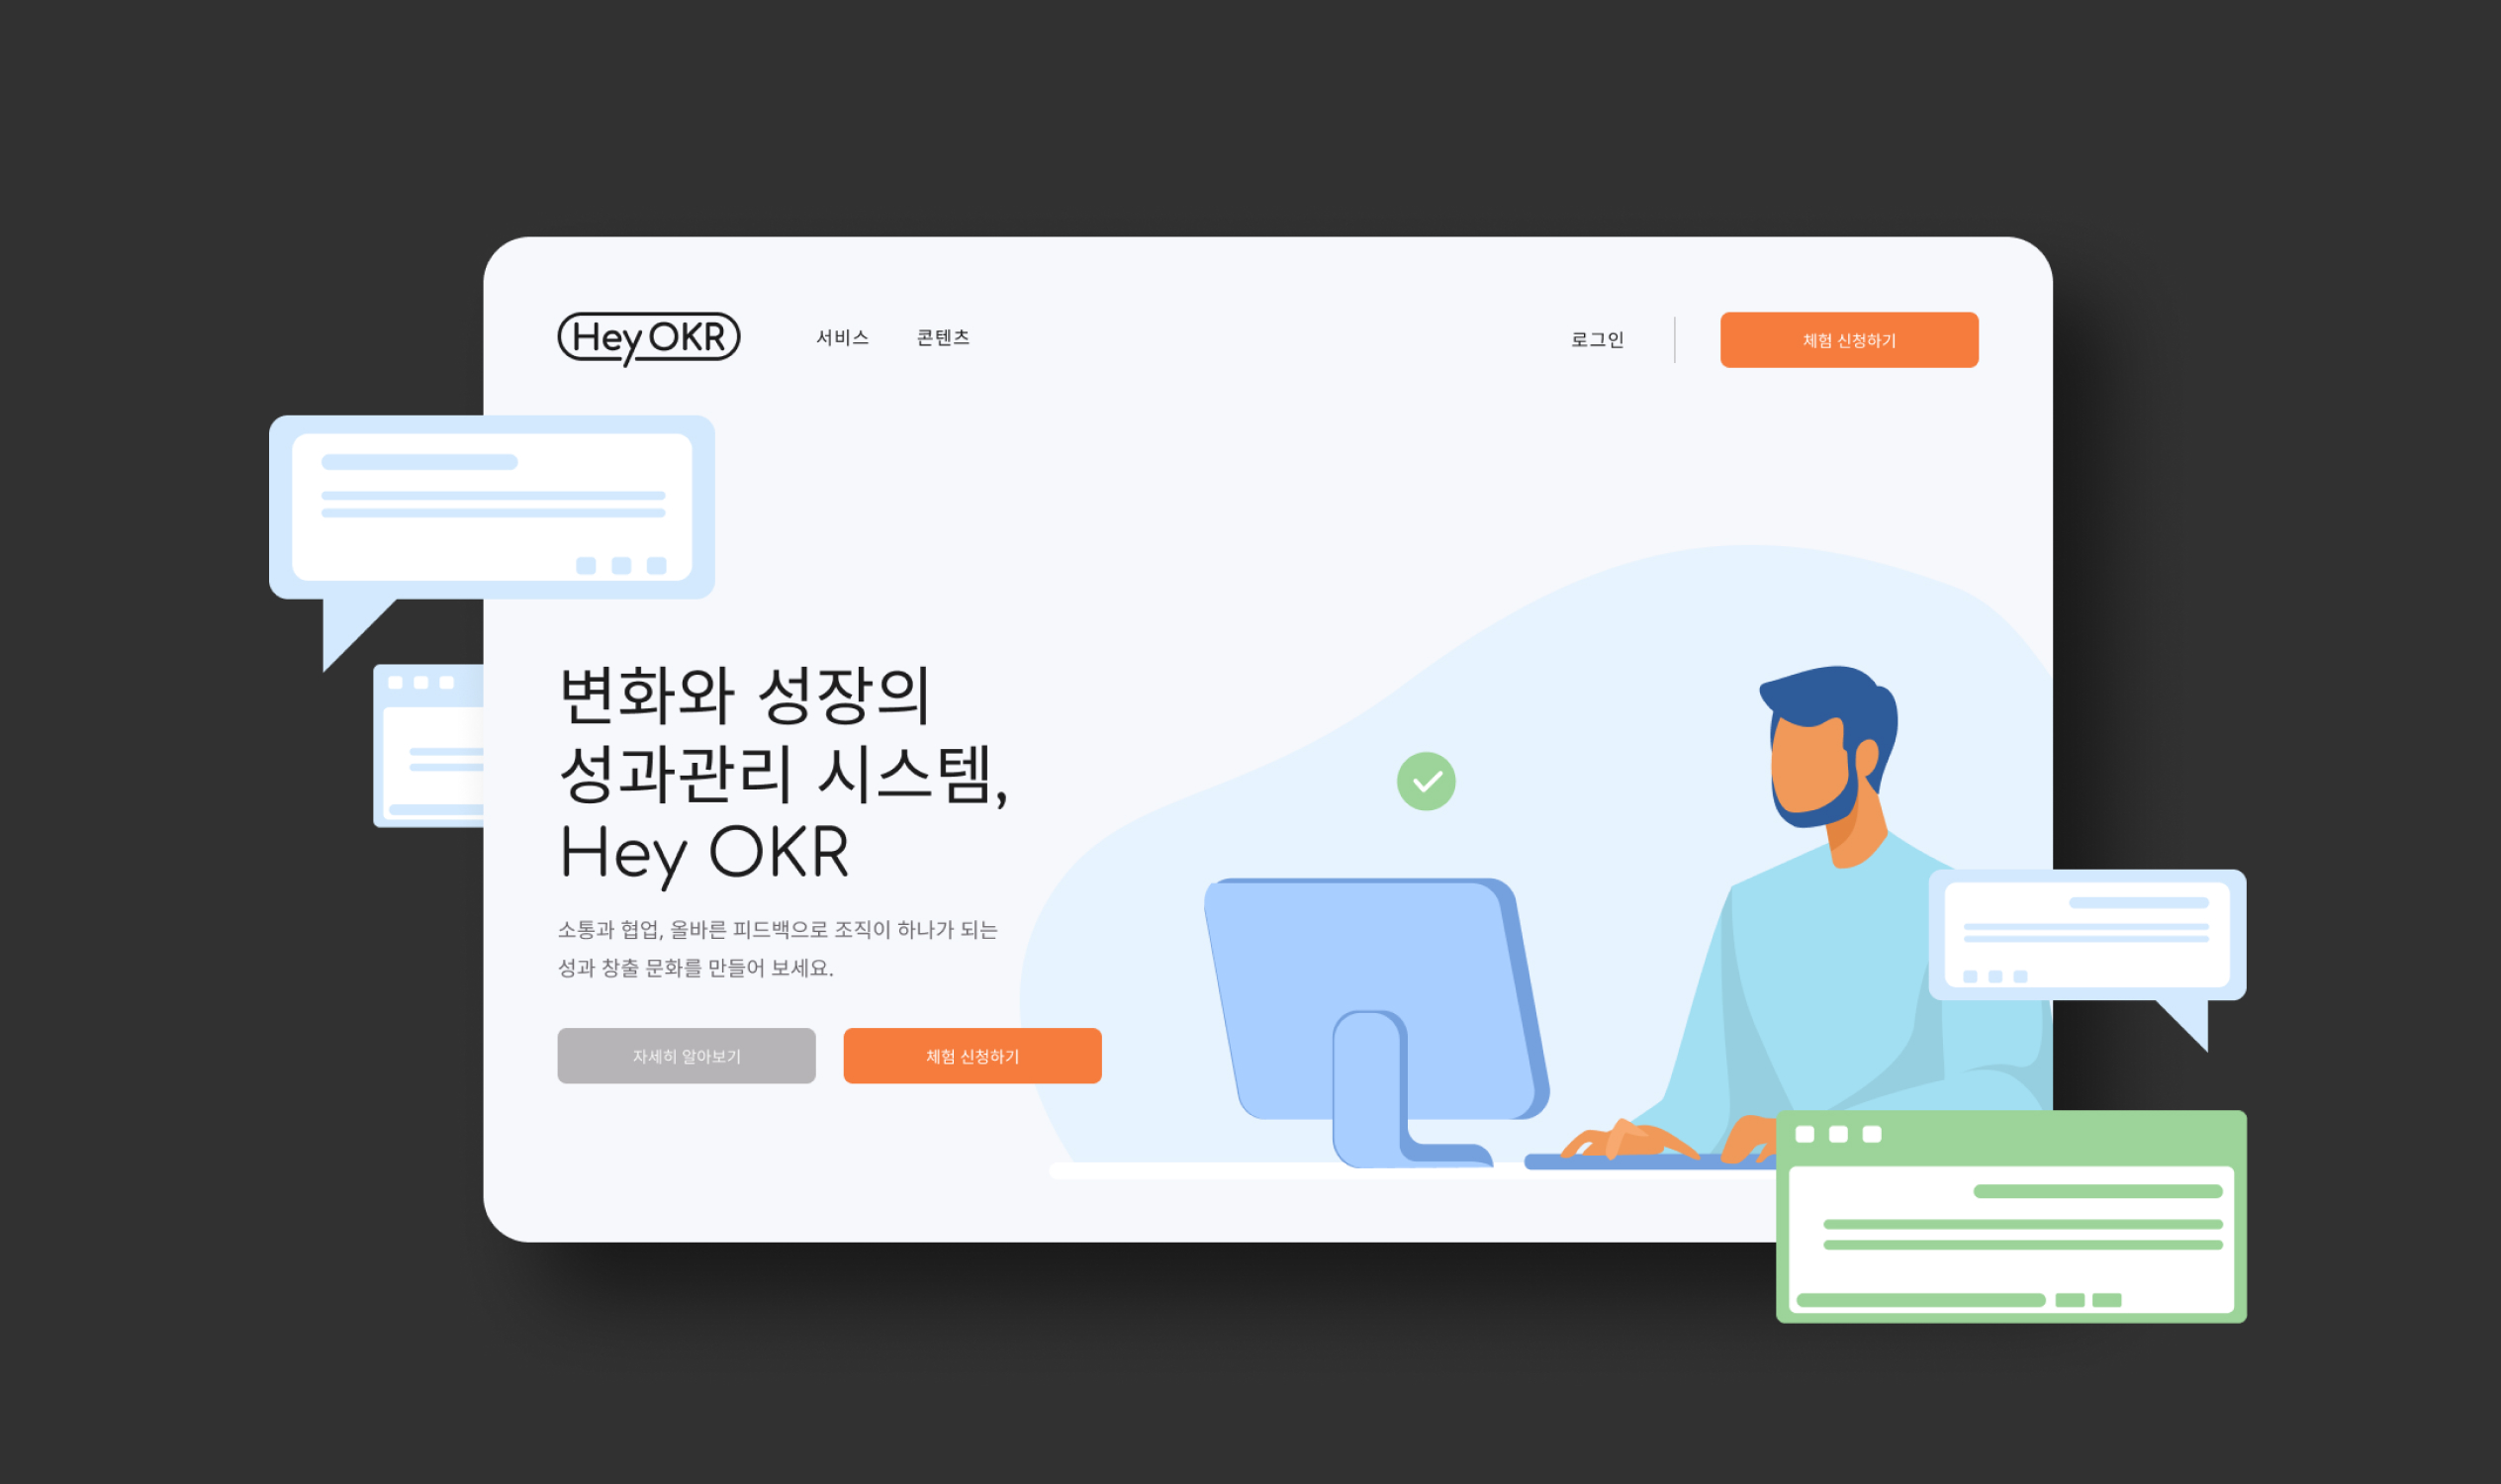 Hey OKR
서비스
콘텐츠
로그인
체험 신청하기
변화와 성장의
성과관리 시스템,
Hey OKR
소통과 협업, 올바른 피드백으로 조직이 하나가 되는
성과 창출 문화를 만들어 보세요.
자세히 알아보기
체험 신청하기